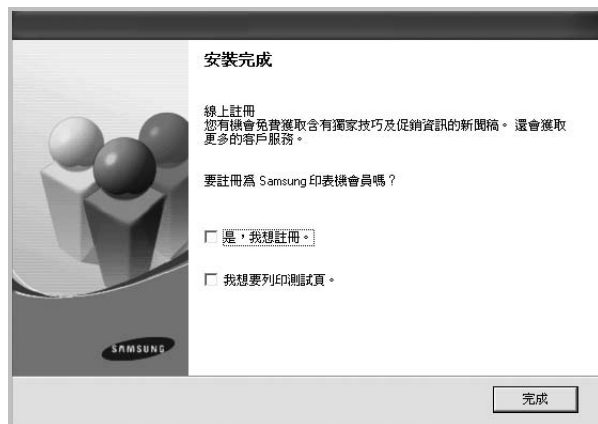 安裝完成
線上註冊
您有機會免費獲取含有獨家技巧及促銷資訊的新聞稿。 還會獲取
更多的客戶服務。
要註冊為 Samsung 印表機會員嗎？
是，我想註冊。
我想要列印測試頁。
SAMSUNG
完成